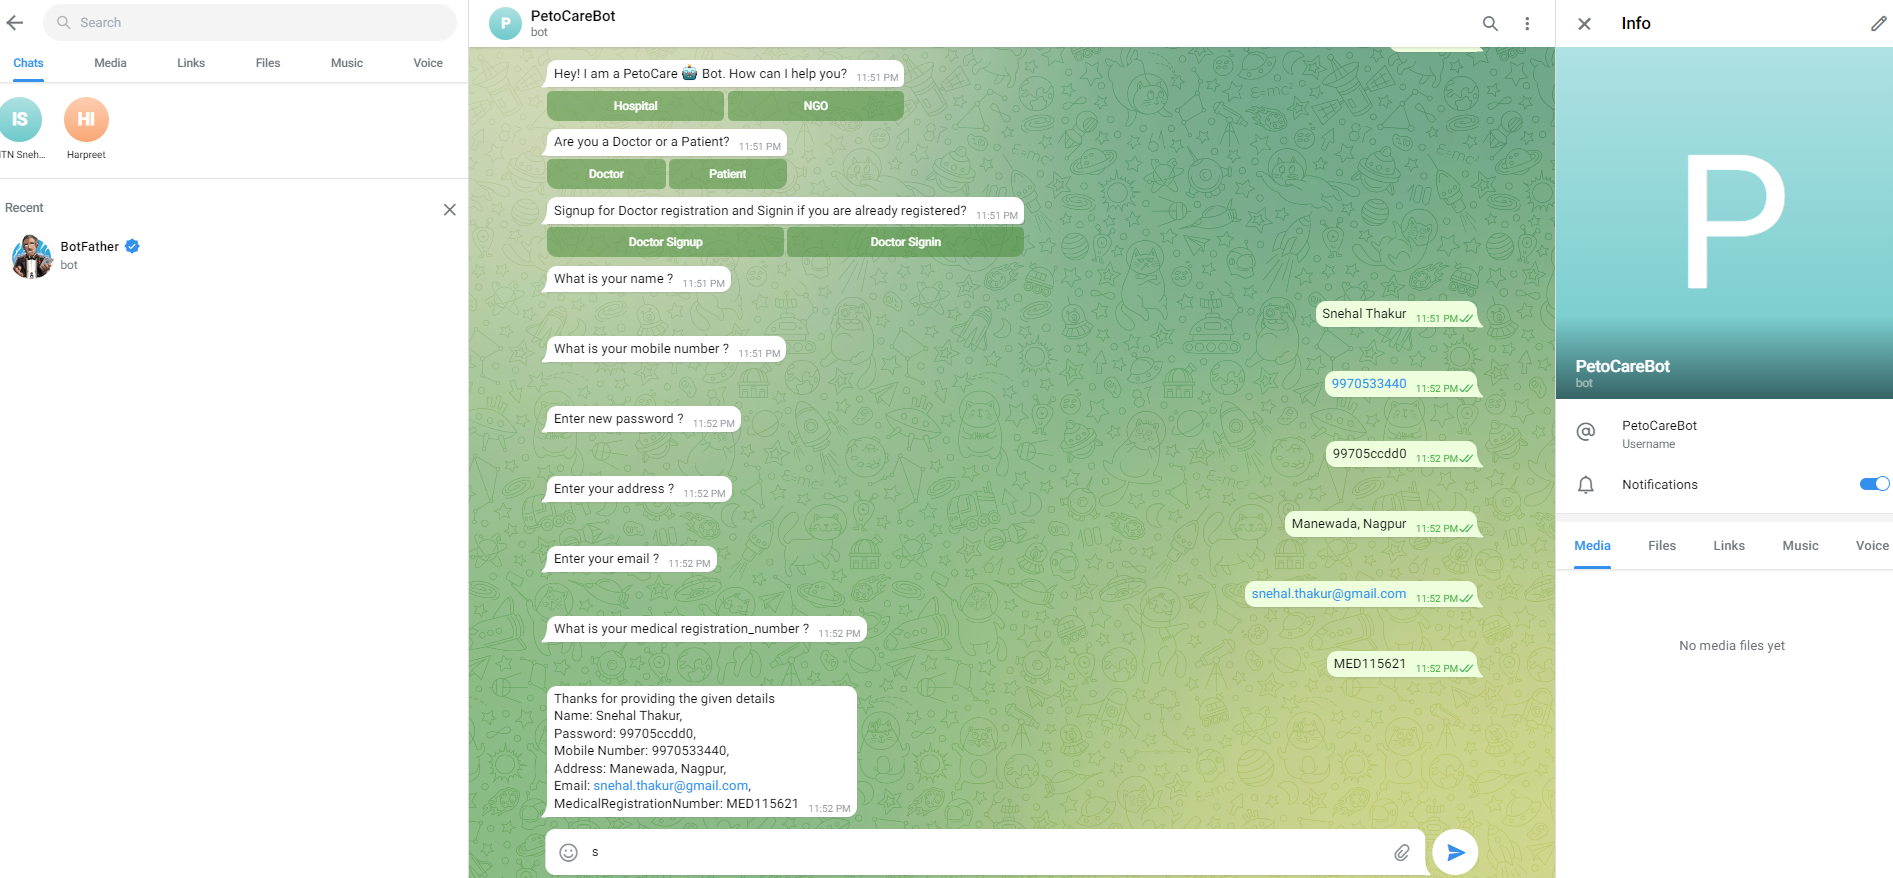 Search
Chats
Media
Links
Files
Music
Voice
IS
HI
ITN Sneh...
Harpreet
Recent
BotFather
bot
P
PetoCareBot
bot
Hey! I am a PetoCare 🤖 Bot. How can I help you? 11:51 PM
Hospital
NGO
Are you a Doctor or a Patient? 11:51 PM
Doctor
Patient
Signup for Doctor registration and Signin if you are already registered? 11:51 PM
Doctor Signup
Doctor Signin
What is your name ? 11:51 PM
Snehal Thakur 11:51 PM
What is your mobile number ? 11:51 PM
9970533440 11:52 PM
Enter new password ? 11:52 PM
99705ccdd0 11:52 PM
Enter your address ? 11:52 PM
Manewada, Nagpur 11:52 PM
Enter your email ? 11:52 PM
snehal.thakur@gmail.com 11:52 PM
What is your medical registration_number ? 11:52 PM
MED115621 11:52 PM
Thanks for providing the given details
Name: Snehal Thakur,
Password: 99705ccdd0,
Mobile Number: 9970533440,
Address: Manewada, Nagpur,
Email: snehal.thakur@gmail.com,
MedicalRegistrationNumber: MED115621 11:52 PM
s
Info
P
PetoCareBot
bot
PetoCareBot
Username
Notifications
Media
Files
Links
Music
Voice
No media files yet